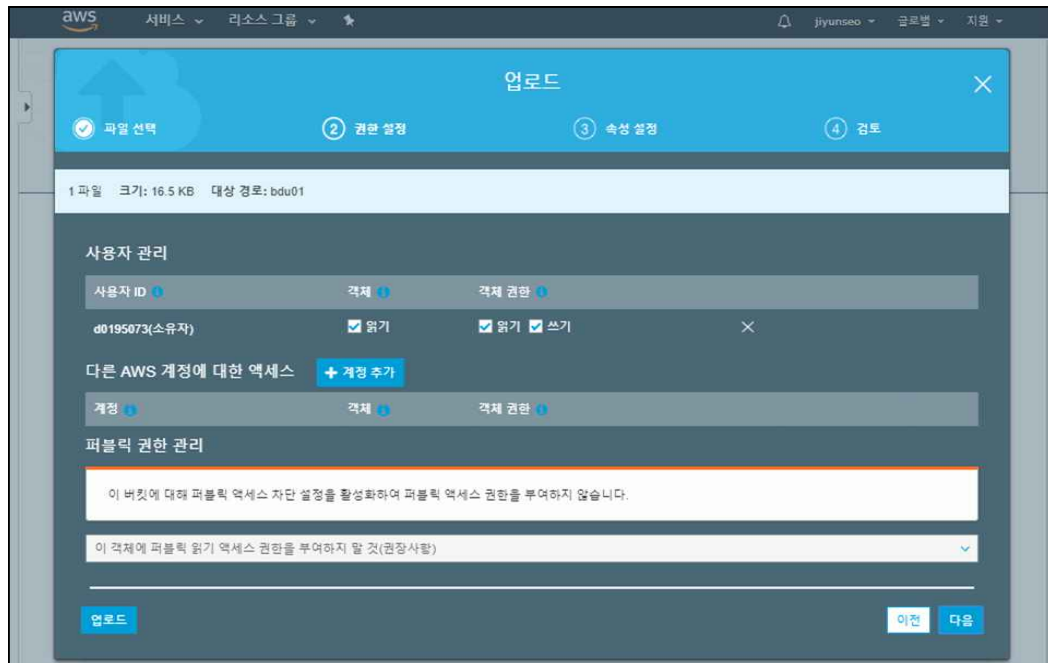 aws 서비스 리소스 그룹 jiyunseo 글로벌 지원
업로드
파일 선택 2 권한 설정 3 속성 설정 4 검토
1 파일 크기: 16.5 KB 대상 경로: bdu01
사용자 관리
사용자 ID 객체 객체 권한
d0195073(소유자) 읽기 읽기 쓰기
다른 AWS 계정에 대한 액세스 + 계정 추가
계정 객체 객체 권한
퍼블릭 권한 관리
이 버킷에 대해 퍼블릭 액세스 차단 설정을 활성화하여 퍼블릭 액세스 권한을 부여하지 않습니다.
이 객체에 퍼블릭 읽기 액세스 권한을 부여하지 말 것(권장사항)
업로드 이전 다음